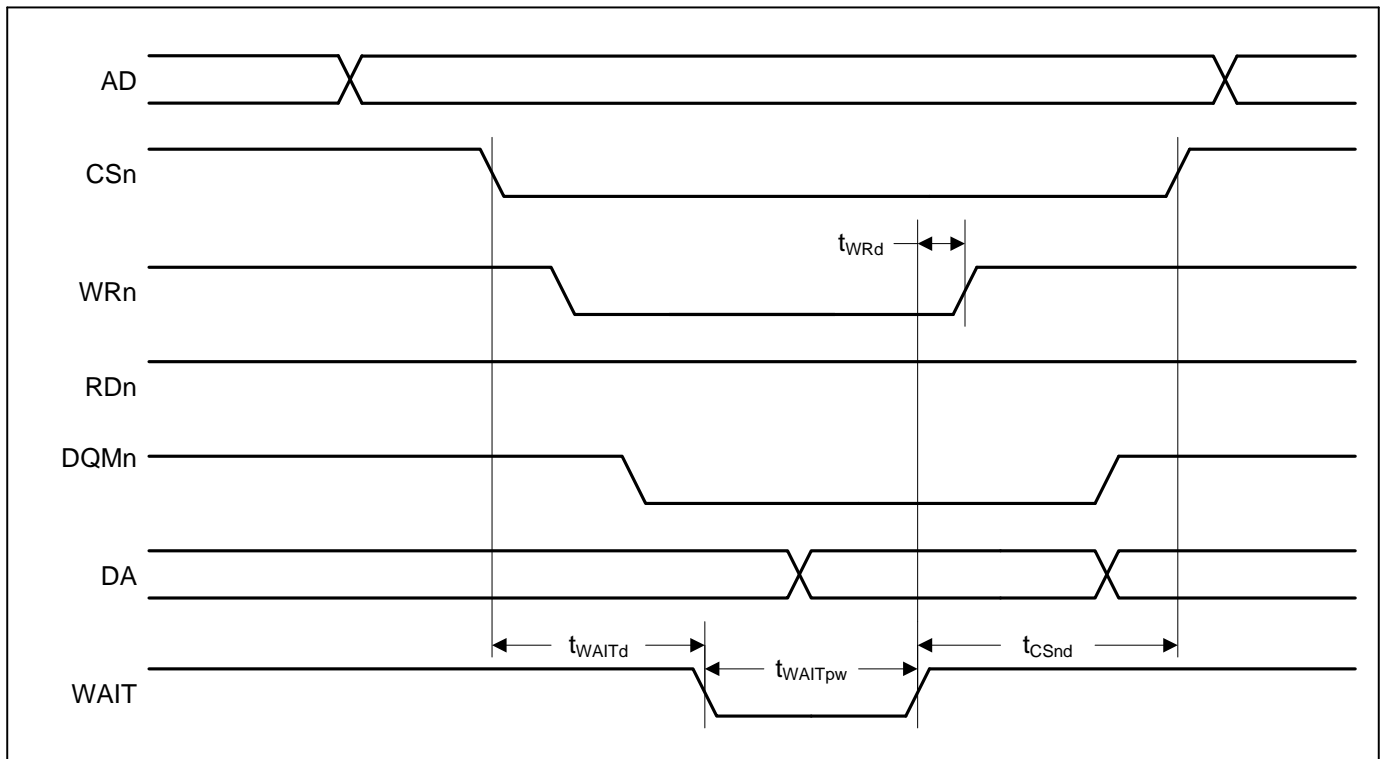 AD
CSn
tWRd
WRn
RDn
DQMn
DA
tWAITd
tCSnd
tWAITpw
WAIT